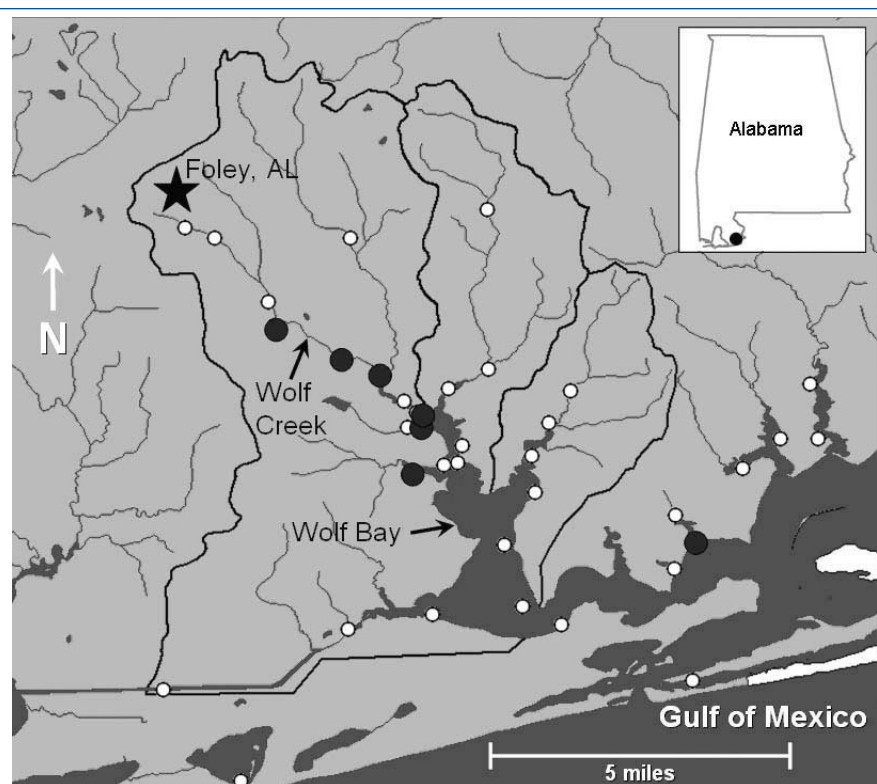 Alabama
Foley, AL
N
Wolf
Creek
Wolf Bay
Gulf of Mexico
5 miles